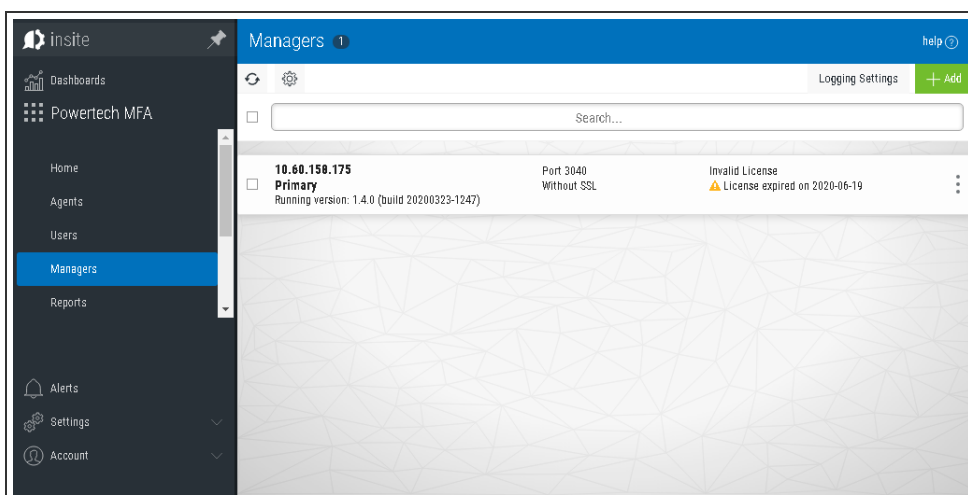 insite
Dashboards
Powertech MFA
Home
Agents
Users
Managers
Reports
Alerts
Settings
Account
Managers 1
help ?
Logging Settings
+ Add
Search...
10.60.158.175
Primary
Running version: 1.4.0 (build 20200323-1247)
Port 3040
Without SSL
Invalid License
License expired on 2020-06-19